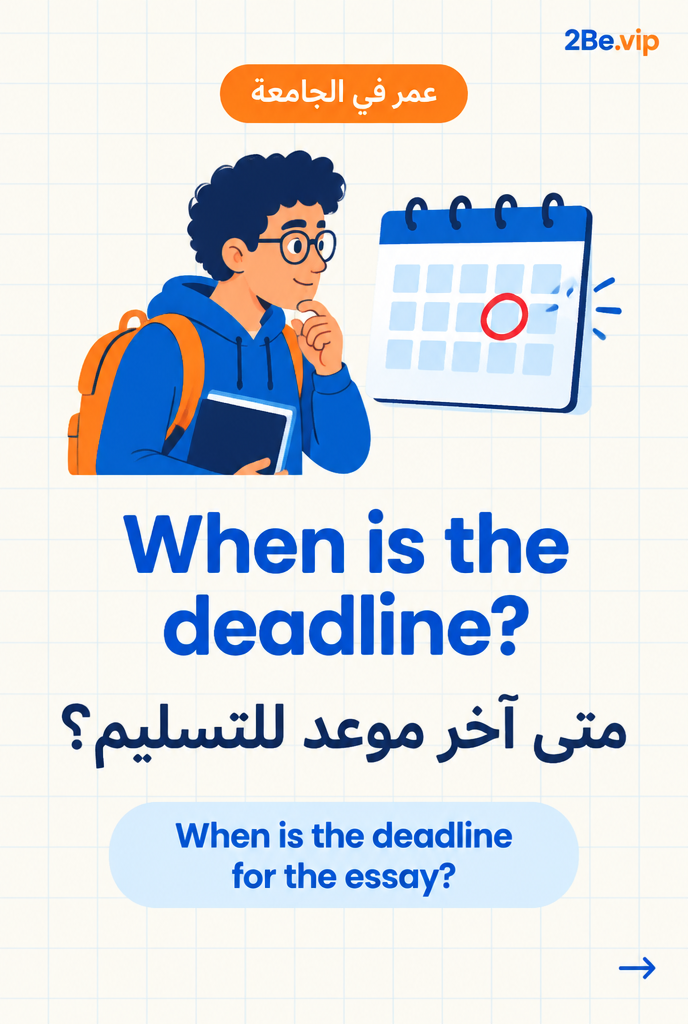 2Be.vip
عمر في الجامعة
When is the
deadline?
متى آخر موعد للتسليم؟
When is the deadline
for the essay?